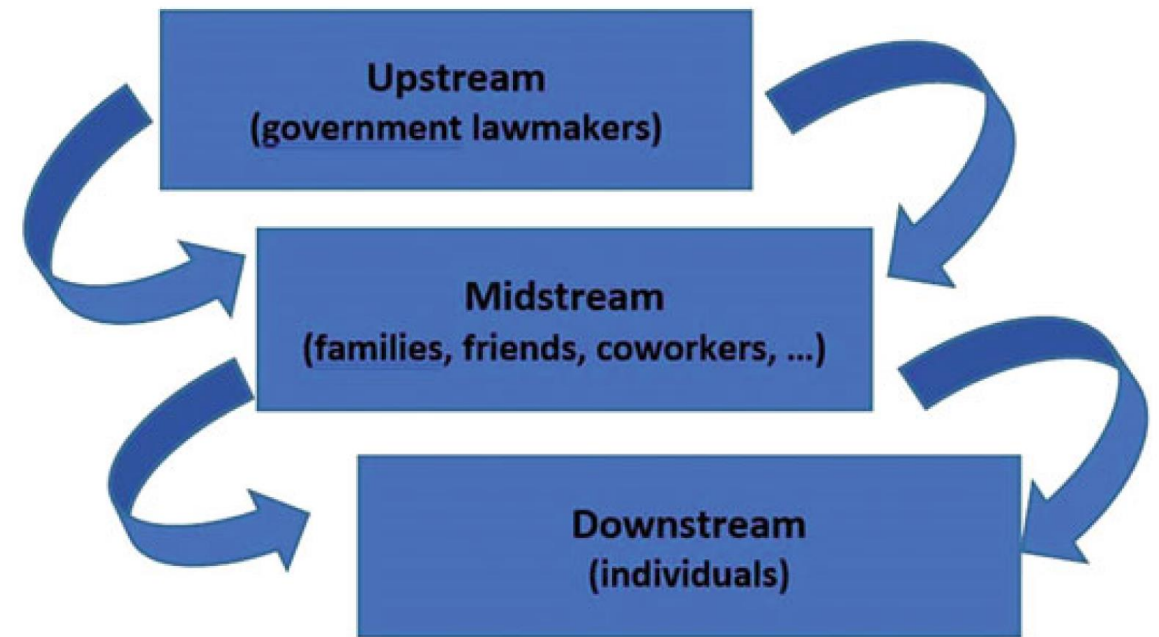 Upstream
(government lawmakers)
Midstream
(families, friends, coworkers, ...)
Downstream
(individuals)